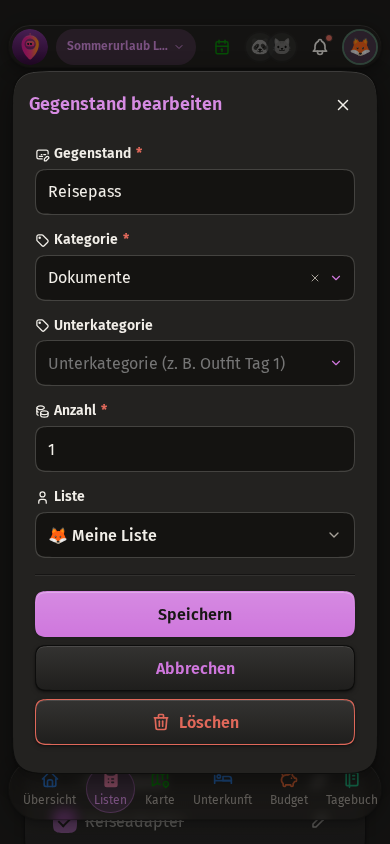 Sommerurlaub L...
Gegenstand bearbeiten
Gegenstand *
Reisepass
Kategorie *
Dokumente
Unterkategorie
Unterkategorie (z. B. Outfit Tag 1)
Anzahl *
1
Liste
Meine Liste
Speichern
Abbrechen
Löschen
Übersicht Listen Karte Unterkunft Budget Tagebuch
Reiseadapter